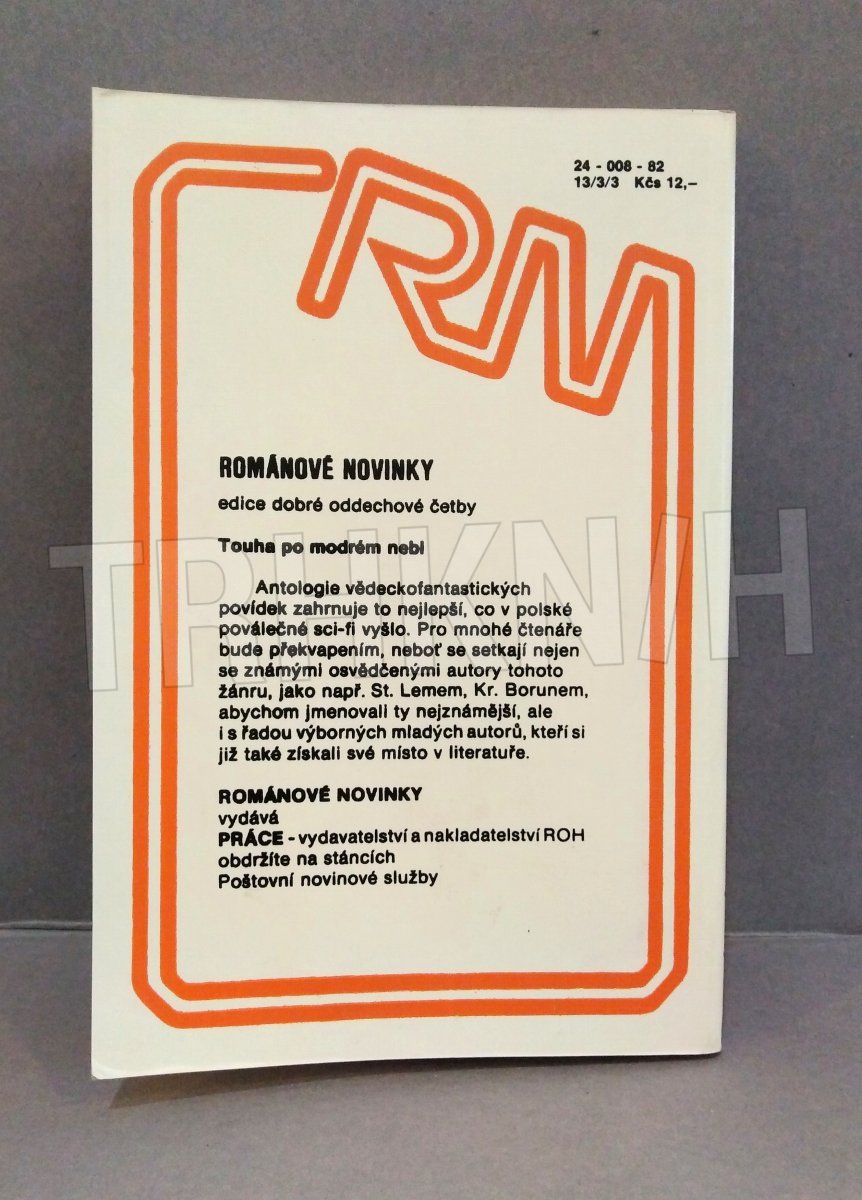 24 - 008 - 82
13/3/3 Kčs 12,–
RN
ROMÁNOVÉ NOVINKY
edice dobré oddechové četby
Touha po modrém nebi
Antologie vědeckofantastických
povídek zahrnuje to nejlepší, co v polské
poválečné sci-fi vyšlo. Pro mnohé čtenáře
bude překvapením, neboť se setkají nejen
se známými osvědčenými autory tohoto
žánru, jako např. St. Lemem, Kr. Borunem,
abychom jmenovali ty nejznámější, ale
i s řadou výborných mladých autorů, kteří si
již také získali své místo v literatuře.
ROMÁNOVÉ NOVINKY
vydává
PRÁCE - vydavatelství a nakladatelství ROH
obdržíte na stáncích
Poštovní novinové služby
TRHKNIH